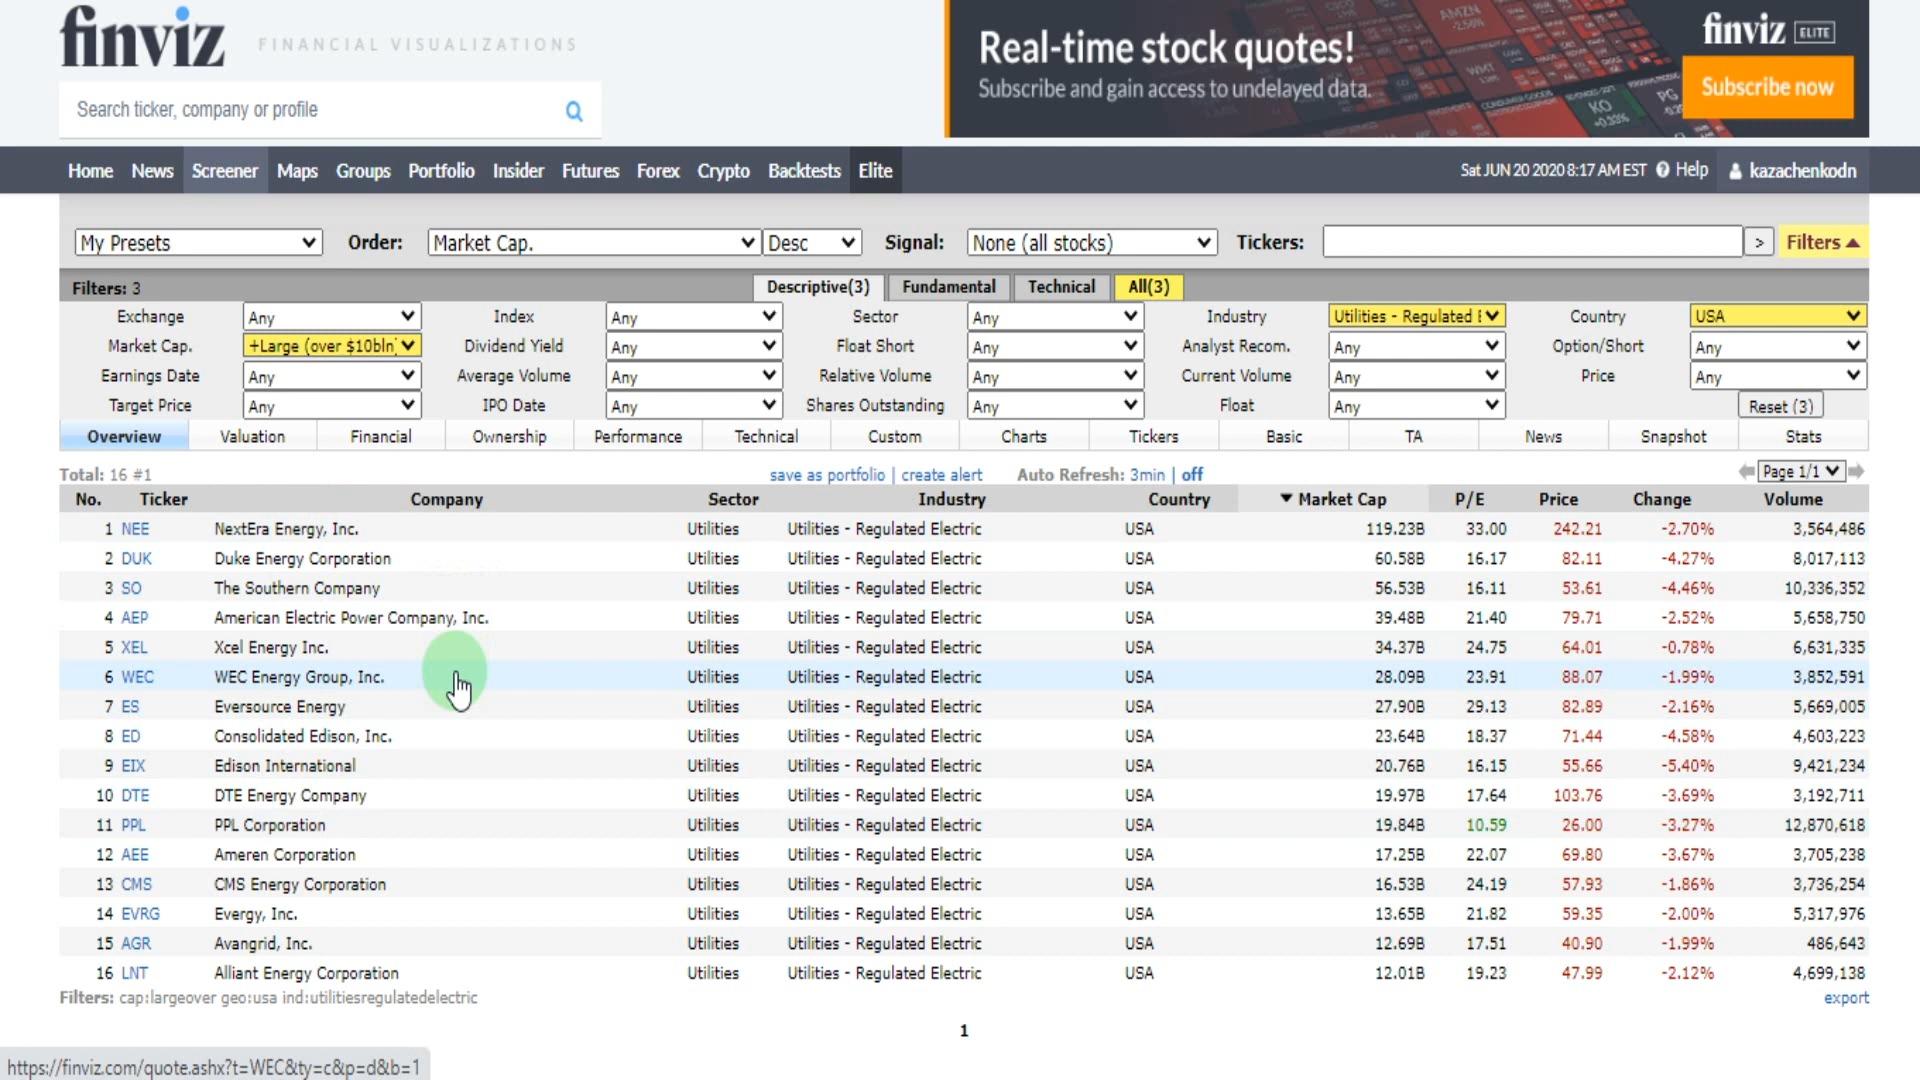 finviz FINANCIAL VISUALIZATIONS
Real-time stock quotes!
Subscribe and gain access to undelayed data.
finviz ELITE
Subscribe now
AMZN
-2.50%
WMT
KO
+0.33%
PG
Search ticker, company or profile
Home News Screener Maps Groups Portfolio Insider Futures Forex Crypto Backtests Elite Sat JUN 20 2020 8:17 AM EST Help kazachenkodn
My Presets Order: Market Cap. Desc Signal: None (all stocks) Tickers: > Filters
Filters: 3 Descriptive(3) Fundamental Technical All(3)
Exchange Any Index Any Sector Any Industry Utilities - Regulated E Country USA
Market Cap. +Large (over $10bln) Dividend Yield Any Float Short Any Analyst Recom. Any Option/Short Any
Earnings Date Any Average Volume Any Relative Volume Any Current Volume Any Price Any
Target Price Any IPO Date Any Shares Outstanding Any Float Any Reset (3)
Overview Valuation Financial Ownership Performance Technical Custom Charts Tickers Basic TA News Snapshot Stats
Total: 16 #1 save as portfolio | create alert Auto Refresh: 3min | off Page 1/1
No. Ticker Company Sector Industry Country Market Cap P/E Price Change Volume
1 NEE NextEra Energy, Inc. Utilities Utilities - Regulated Electric USA 119.23B 33.00 242.21 -2.70% 3,564,486
2 DUK Duke Energy Corporation Utilities Utilities - Regulated Electric USA 60.58B 16.17 82.11 -4.27% 8,017,113
3 SO The Southern Company Utilities Utilities - Regulated Electric USA 56.53B 16.11 53.61 -4.46% 10,336,352
4 AEP American Electric Power Company, Inc. Utilities Utilities - Regulated Electric USA 39.48B 21.40 79.71 -2.52% 5,658,750
5 XEL Xcel Energy Inc. Utilities Utilities - Regulated Electric USA 34.37B 24.75 64.01 -0.78% 6,631,335
6 WEC WEC Energy Group, Inc. Utilities Utilities - Regulated Electric USA 28.09B 23.91 88.07 -1.99% 3,852,591
7 ES Eversource Energy Utilities Utilities - Regulated Electric USA 27.90B 29.13 82.89 -2.16% 5,669,005
8 ED Consolidated Edison, Inc. Utilities Utilities - Regulated Electric USA 23.64B 18.37 71.44 -4.58% 4,603,223
9 EIX Edison International Utilities Utilities - Regulated Electric USA 20.76B 16.15 55.66 -5.40% 9,421,234
10 DTE DTE Energy Company Utilities Utilities - Regulated Electric USA 19.97B 17.64 103.76 -3.69% 3,192,711
11 PPL PPL Corporation Utilities Utilities - Regulated Electric USA 19.84B 10.59 26.00 -3.27% 12,870,618
12 AEE Ameren Corporation Utilities Utilities - Regulated Electric USA 17.25B 22.07 69.80 -3.67% 3,705,238
13 CMS CMS Energy Corporation Utilities Utilities - Regulated Electric USA 16.53B 24.19 57.93 -1.86% 3,736,254
14 EVRG Evergy, Inc. Utilities Utilities - Regulated Electric USA 13.65B 21.82 59.35 -2.00% 5,317,976
15 AGR Avangrid, Inc. Utilities Utilities - Regulated Electric USA 12.69B 17.51 40.90 -1.99% 486,643
16 LNT Alliant Energy Corporation Utilities Utilities - Regulated Electric USA 12.01B 19.23 47.99 -2.12% 4,699,138
Filters: cap:largeover geo:usa ind:utilitiesregulatedelectric export
1
https://finviz.com/quote.ashx?t=WEC&ty=c&p=d&b=1